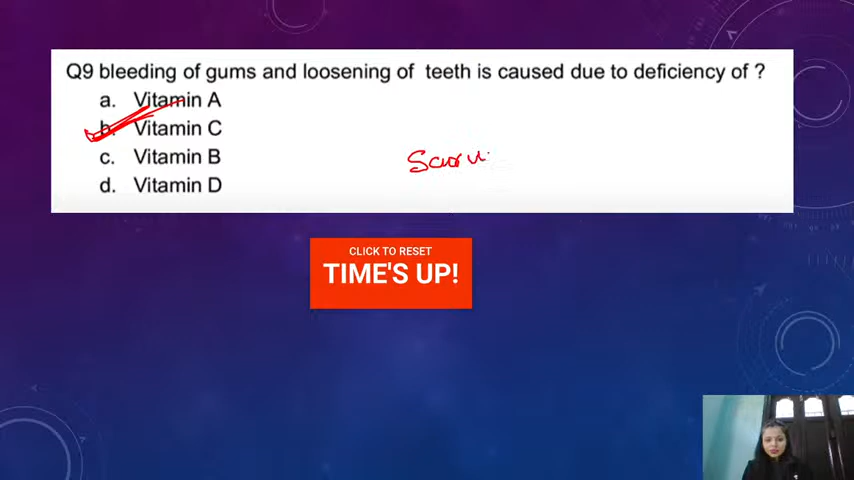 Q9 bleeding of gums and loosening of teeth is caused due to deficiency of ?
a. Vitamin A
b. Vitamin C
c. Vitamin B
d. Vitamin D
CLICK TO RESET
TIME'S UP!